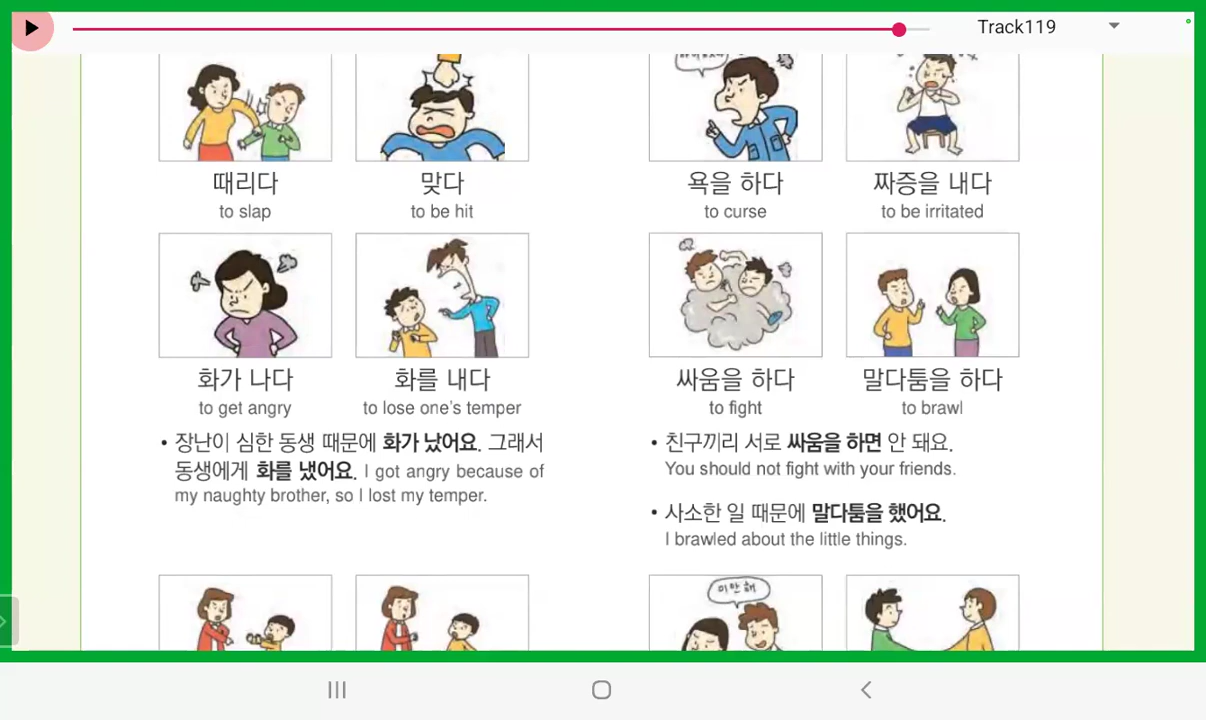 Track119
때리다
to slap
맞다
to be hit
욕을 하다
to curse
짜증을 내다
to be irritated
화가 나다
to get angry
화를 내다
to lose one's temper
싸움을 하다
to fight
말다툼을 하다
to brawl
• 장난이 심한 동생 때문에 화가 났어요. 그래서
동생에게 화를 냈어요. I got angry because of
my naughty brother, so I lost my temper.
• 친구끼리 서로 싸움을 하면 안 돼요.
You should not fight with your friends.
• 사소한 일 때문에 말다툼을 했어요.
I brawled about the little things.
미안해